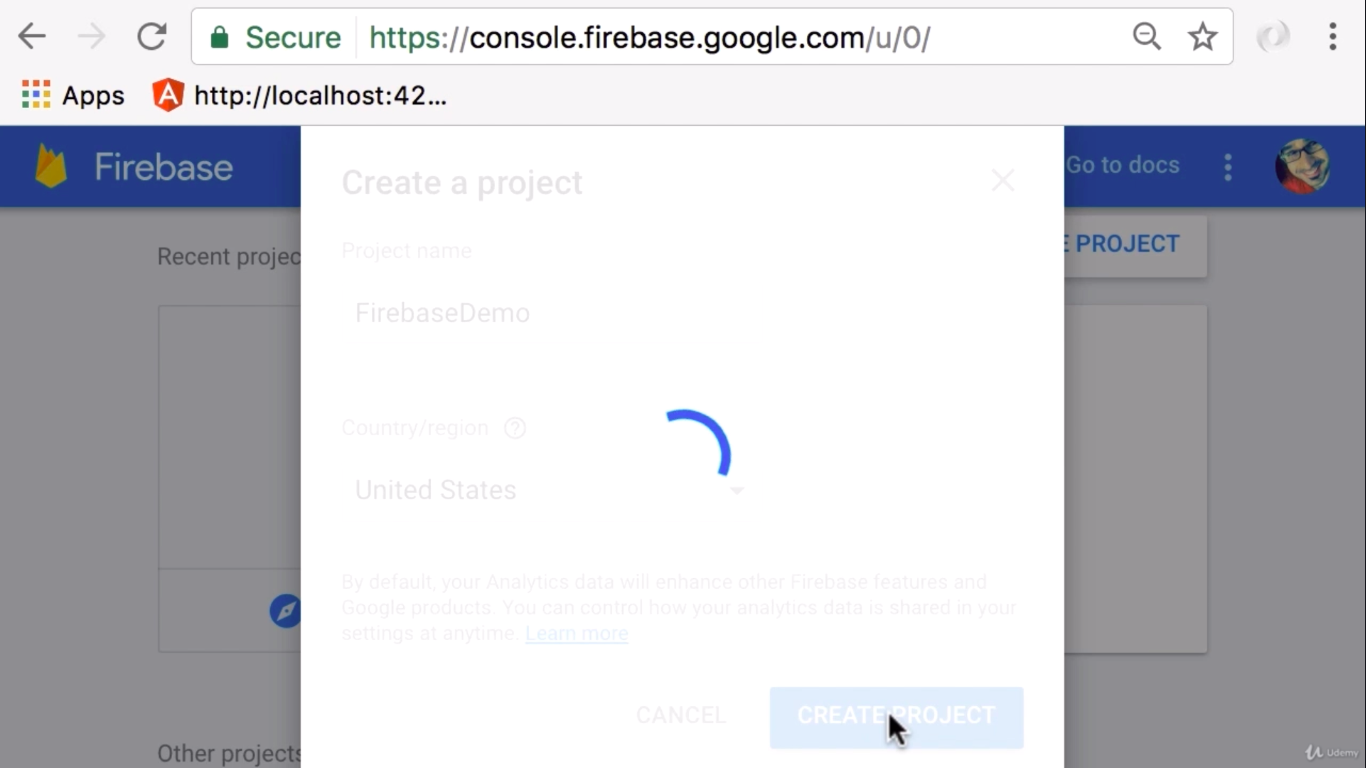 Secure https://console.firebase.google.com/u/0/
Apps http://localhost:42...
Firebase
Go to docs
Create a project
Recent projec
E PROJECT
Project name
FirebaseDemo
Country/region ?
United States
By default, your Analytics data will enhance other Firebase features and
Google products. You can control how your analytics data is shared in your
settings at anytime. Learn more
CANCEL CREATE PROJECT
Other projects
Udemy